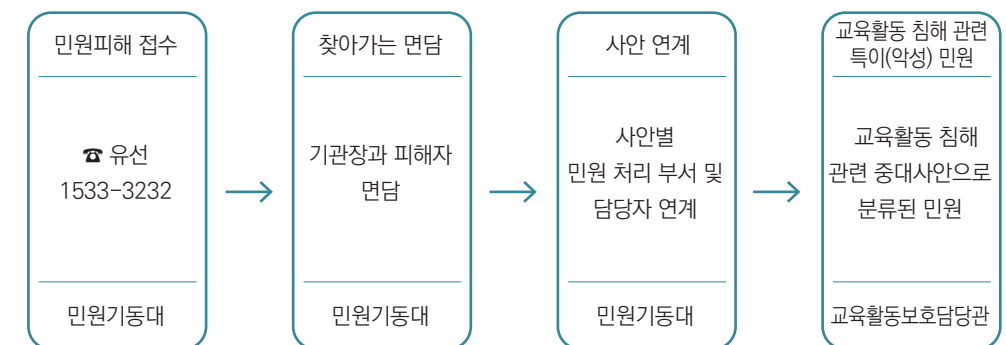 민원피해 접수
☎ 유선
1533-3232
민원기동대
찾아가는 면담
기관장과 피해자
면담
민원기동대
사안 연계
사안별
민원 처리 부서 및
담당자 연계
민원기동대
교육활동 침해 관련
특이(악성) 민원
교육활동 침해
관련 중대사안으로
분류된 민원
교육활동보호담당관